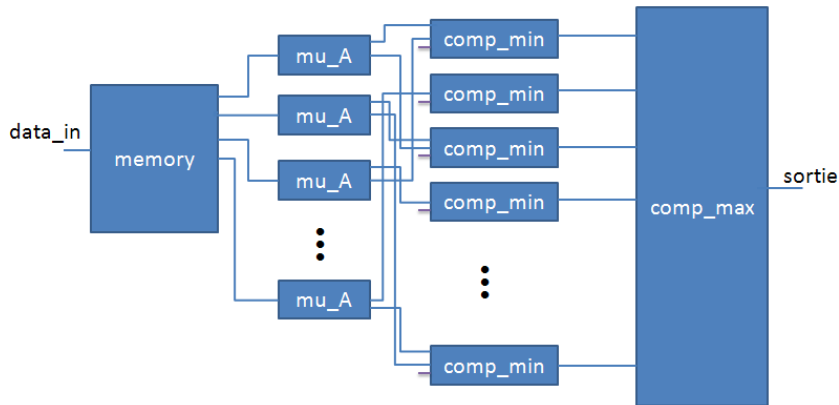 data_in
memory
mu_A
mu_A
mu_A
mu_A
comp_min
comp_min
comp_min
comp_min
comp_min
comp_max
sortie